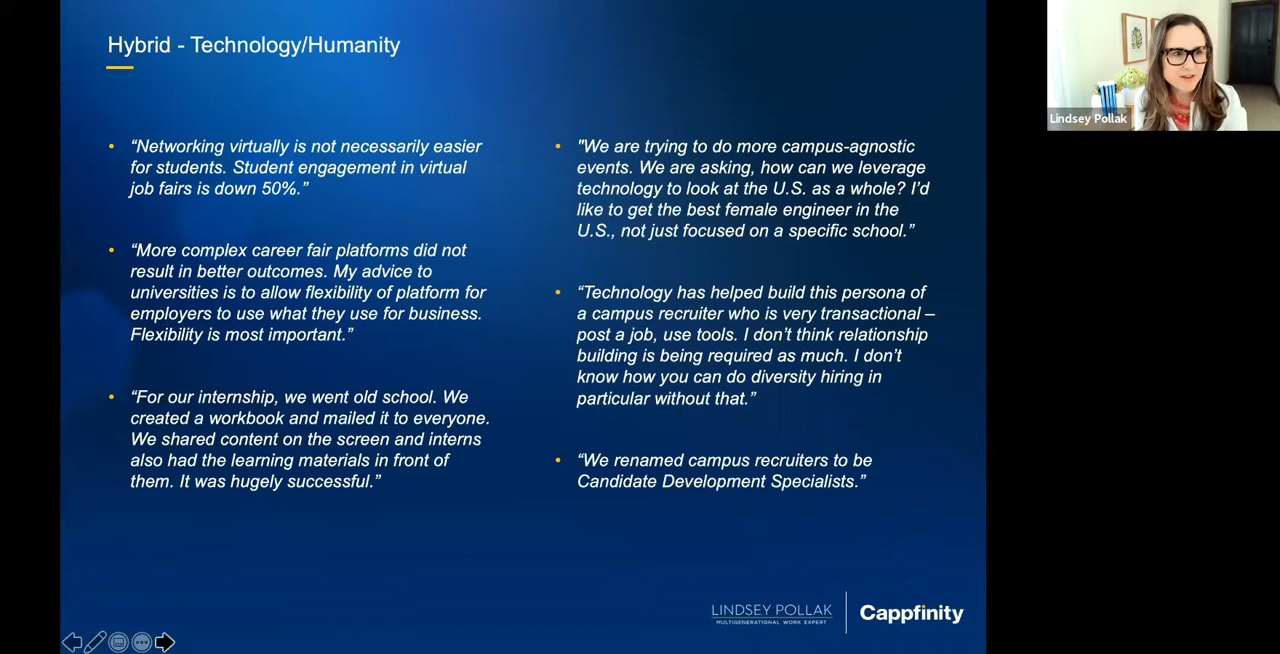 Hybrid - Technology/Humanity
• “Networking virtually is not necessarily easier
for students. Student engagement in virtual
job fairs is down 50%.”
• “More complex career fair platforms did not
result in better outcomes. My advice to
universities is to allow flexibility of platform for
employers to use what they use for business.
Flexibility is most important.”
• “For our internship, we went old school. We
created a workbook and mailed it to everyone.
We shared content on the screen and interns
also had the learning materials in front of
them. It was hugely successful.”
• "We are trying to do more campus-agnostic
events. We are asking, how can we leverage
technology to look at the U.S. as a whole? I’d
like to get the best female engineer in the
U.S., not just focused on a specific school.”
• “Technology has helped build this persona of
a campus recruiter who is very transactional –
post a job, use tools. I don’t think relationship
building is being required as much. I don’t
know how you can do diversity hiring in
particular without that.”
• “We renamed campus recruiters to be
Candidate Development Specialists.”
LINDSEY POLLAK
MULTIGENERATIONAL WORK EXPERT
Cappfinity
Lindsey Pollak